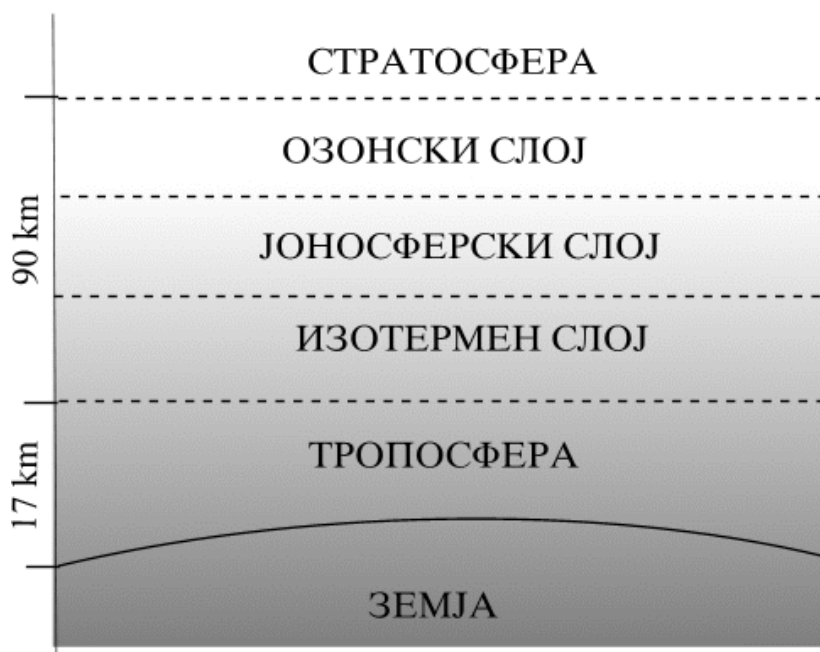 СТРАТОСФЕРА
ОЗОНСКИ СЛОЈ
90 km
ЈОНОСФЕРСКИ СЛОЈ
ИЗОТЕРМЕН СЛОЈ
ТРОПОСФЕРА
17 km
ЗЕМЈА